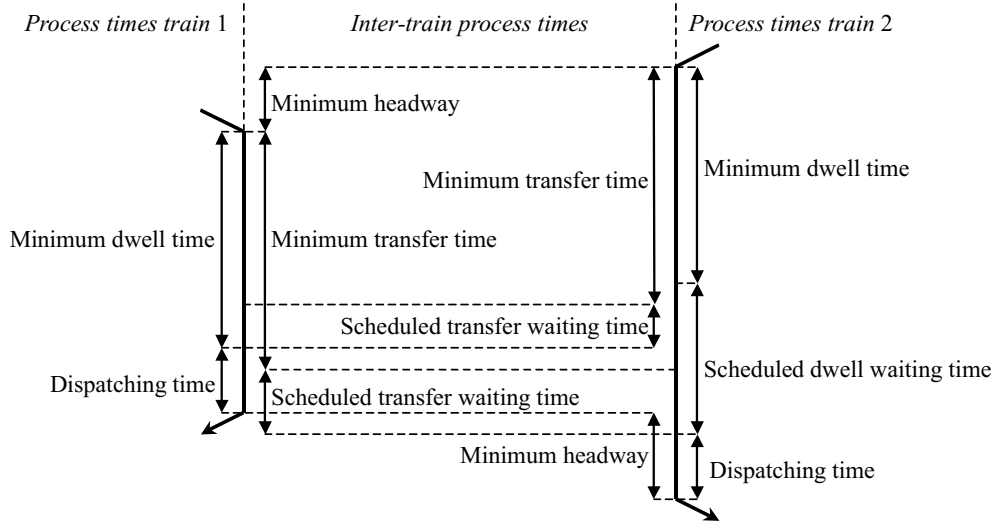 Process times train 1
Inter-train process times
Process times train 2
Minimum headway
Minimum transfer time
Minimum dwell time
Minimum dwell time
Minimum transfer time
Scheduled transfer waiting time
Scheduled dwell waiting time
Dispatching time
Scheduled transfer waiting time
Minimum headway
Dispatching time